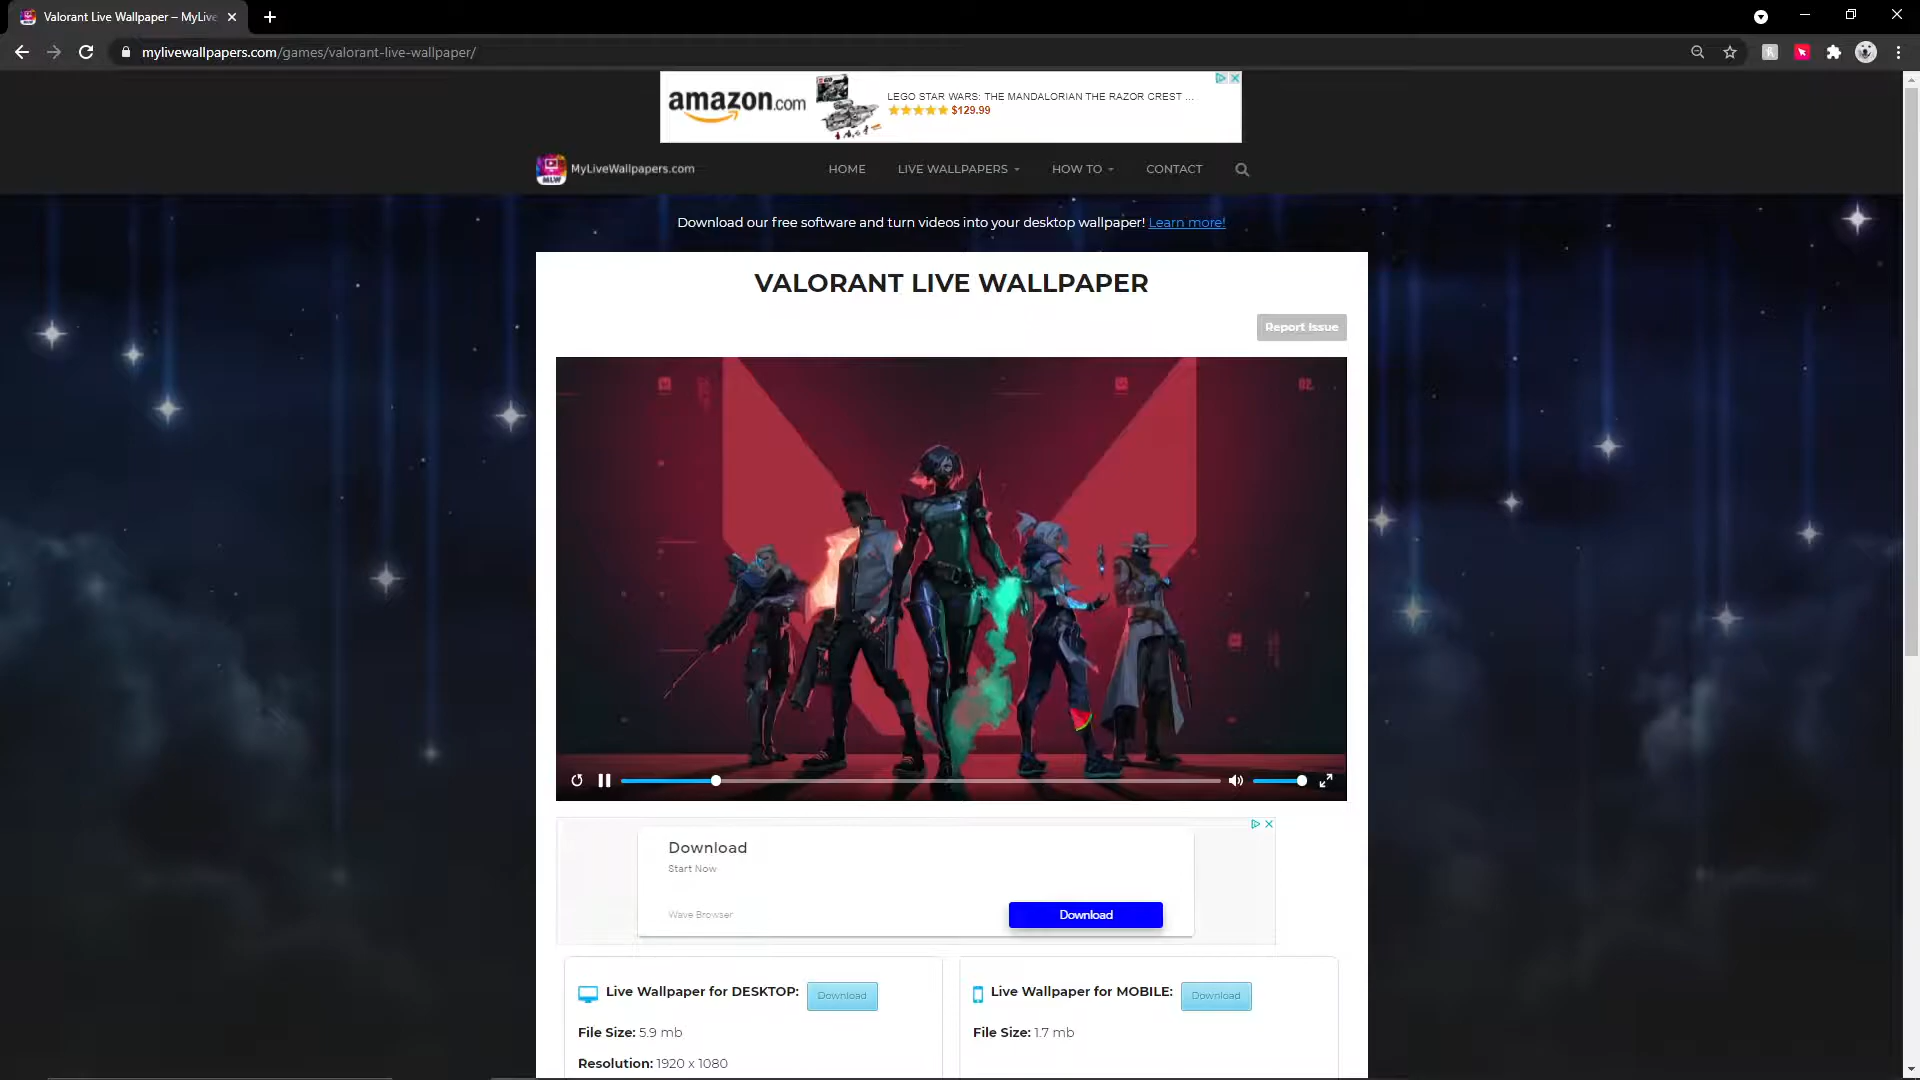 Valorant Live Wallpaper – MyLive
mylivewallpapers.com/games/valorant-live-wallpaper/
amazon.com
LEGO STAR WARS: THE MANDALORIAN THE RAZOR CREST ...
$129.99
MLW
MyLiveWallpapers.com
HOME
LIVE WALLPAPERS
HOW TO
CONTACT
Download our free software and turn videos into your desktop wallpaper! Learn more!
VALORANT LIVE WALLPAPER
Report Issue
02.
Download
Start Now
Wave Browser
Download
Live Wallpaper for DESKTOP:
Download
File Size: 5.9 mb
Resolution: 1920 x 1080
Live Wallpaper for MOBILE:
Download
File Size: 1.7 mb